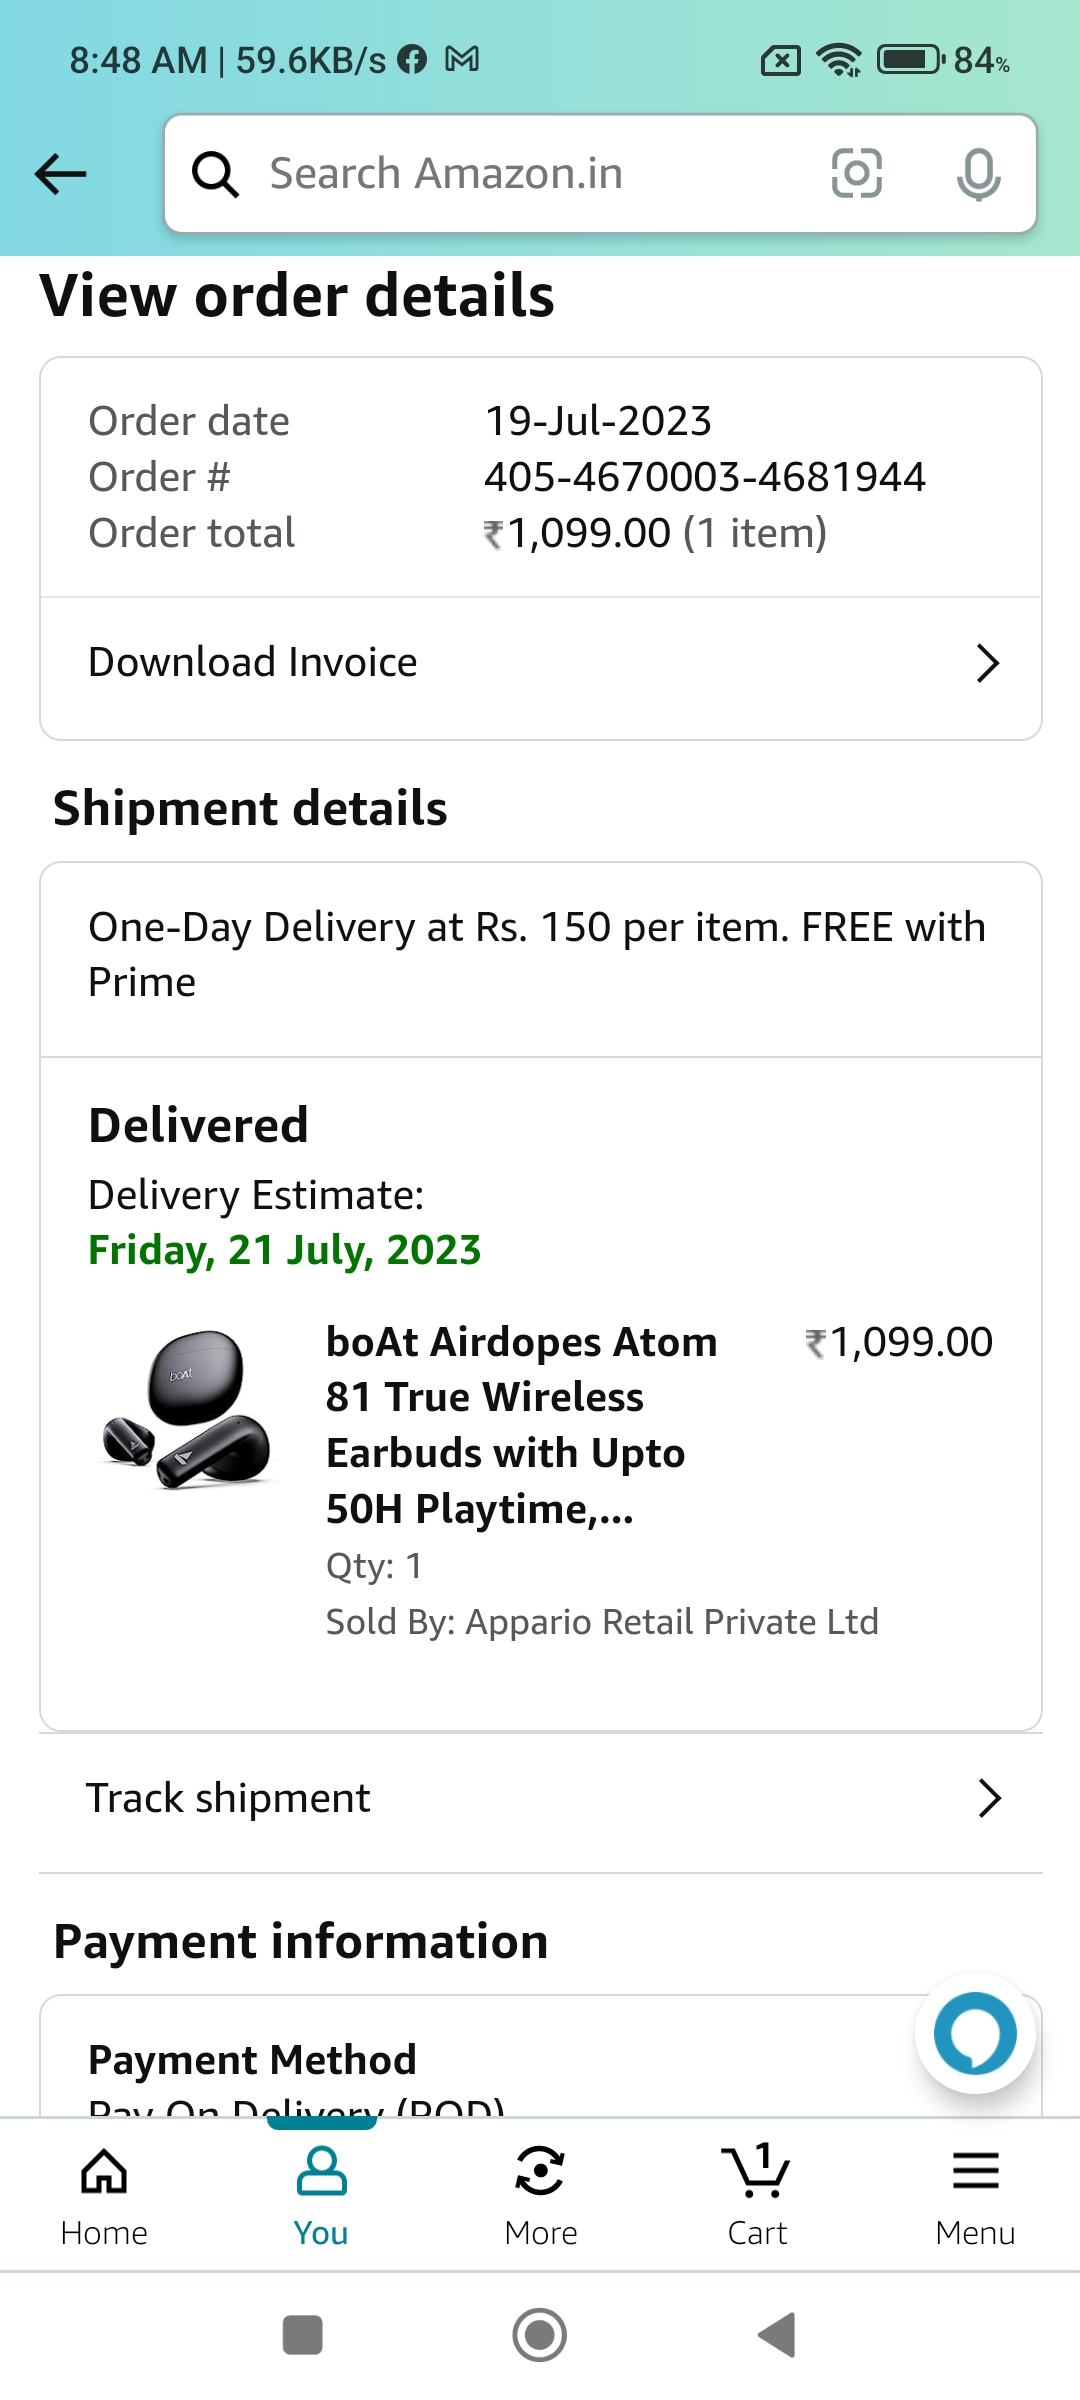 8:48 AM | 59.6KB/s
84%
Search Amazon.in
View order details
Order date 19-Jul-2023
Order # 405-4670003-4681944
Order total ₹1,099.00 (1 item)
Download Invoice
Shipment details
One-Day Delivery at Rs. 150 per item. FREE with
Prime
Delivered
Delivery Estimate:
Friday, 21 July, 2023
boAt
boAt Airdopes Atom ₹1,099.00
81 True Wireless
Earbuds with Upto
50H Playtime,...
Qty: 1
Sold By: Appario Retail Private Ltd
Track shipment
Payment information
Payment Method
Pay On Delivery (POD)
1
Home You More Cart Menu